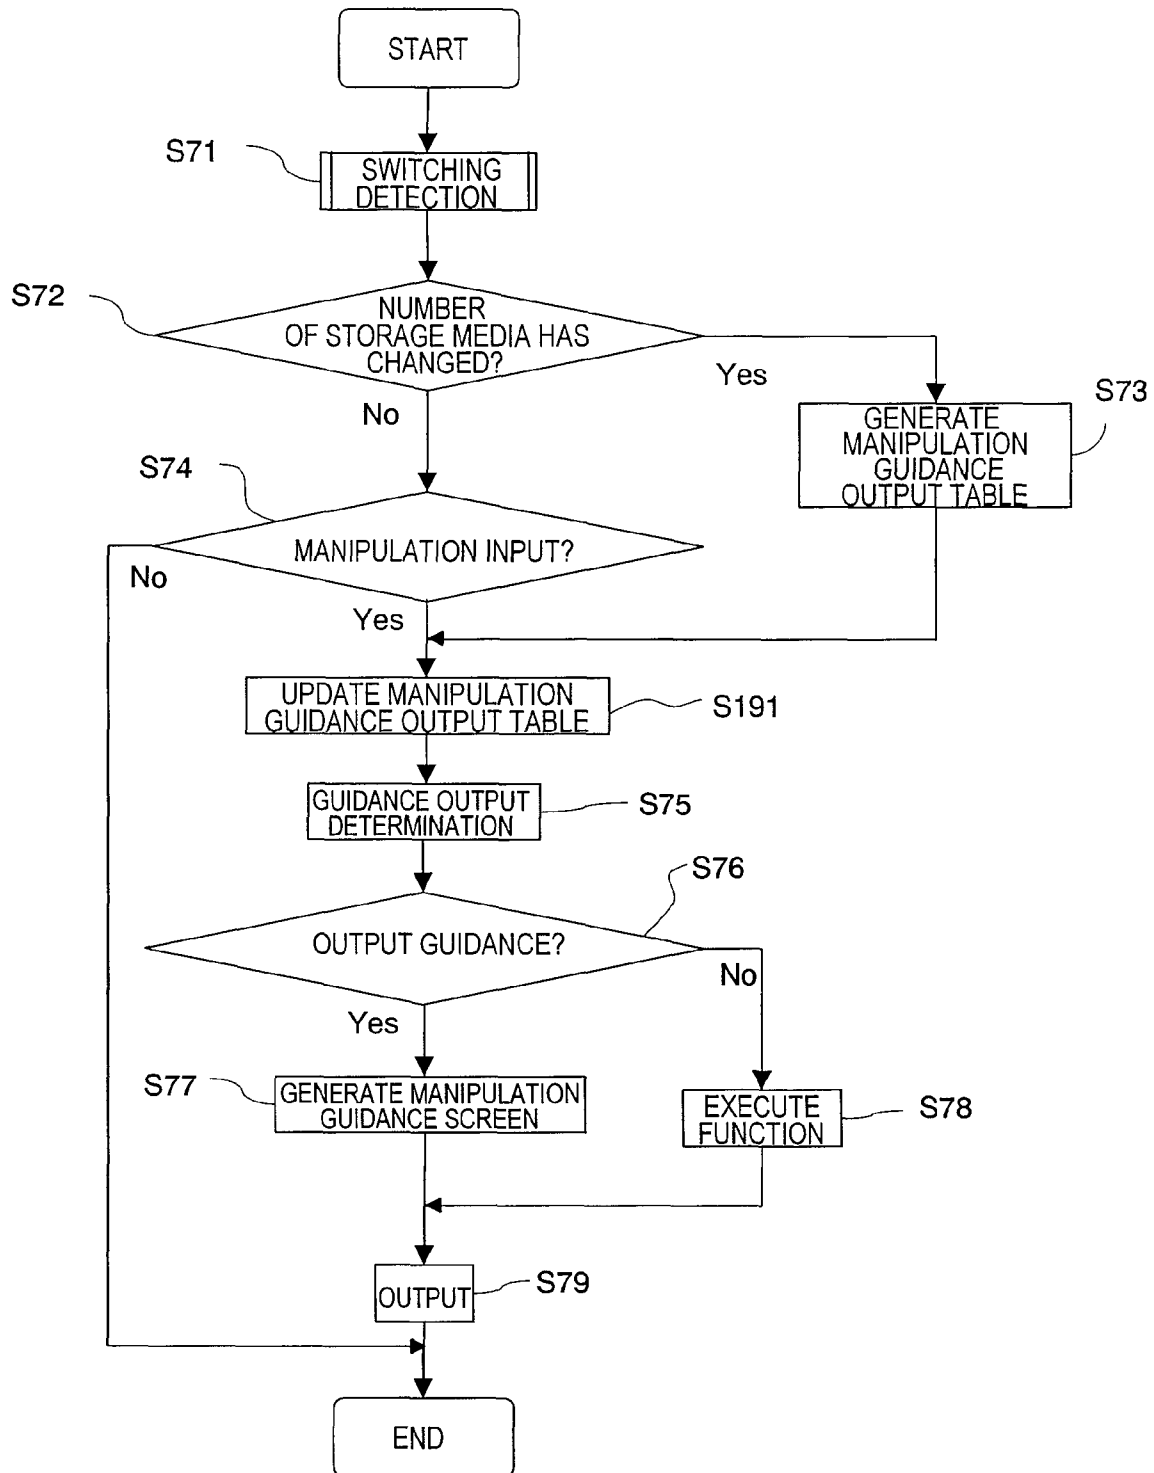 START
S71
SWITCHING
DETECTION
S72
NUMBER
OF STORAGE MEDIA HAS
CHANGED?
Yes
No
S73
GENERATE
MANIPULATION
GUIDANCE
OUTPUT TABLE
S74
MANIPULATION INPUT?
No
Yes
UPDATE MANIPULATION
GUIDANCE OUTPUT TABLE
S191
GUIDANCE OUTPUT
DETERMINATION
S75
S76
OUTPUT GUIDANCE?
No
Yes
S77
GENERATE MANIPULATION
GUIDANCE SCREEN
EXECUTE
FUNCTION
S78
OUTPUT
S79
END